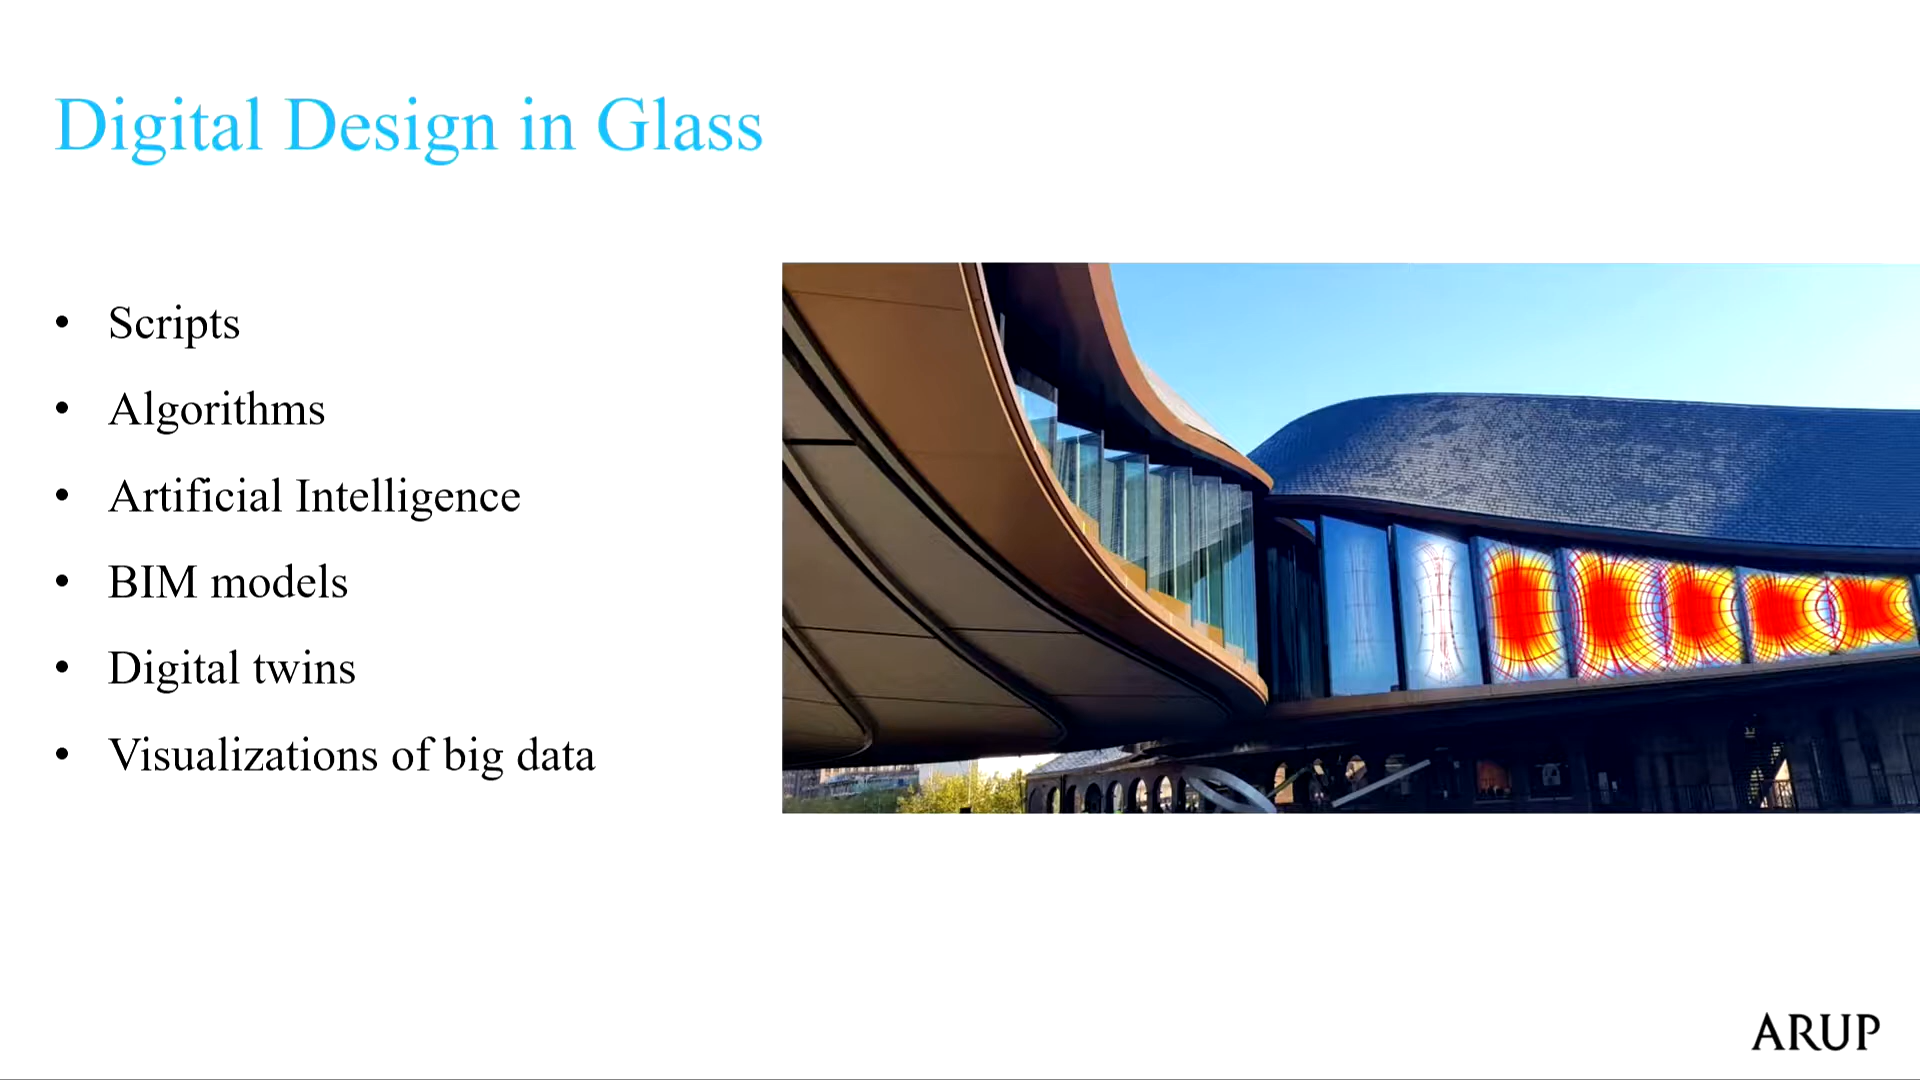 Digital Design in Glass
• Scripts
• Algorithms
• Artificial Intelligence
• BIM models
• Digital twins
• Visualizations of big data
ARUP